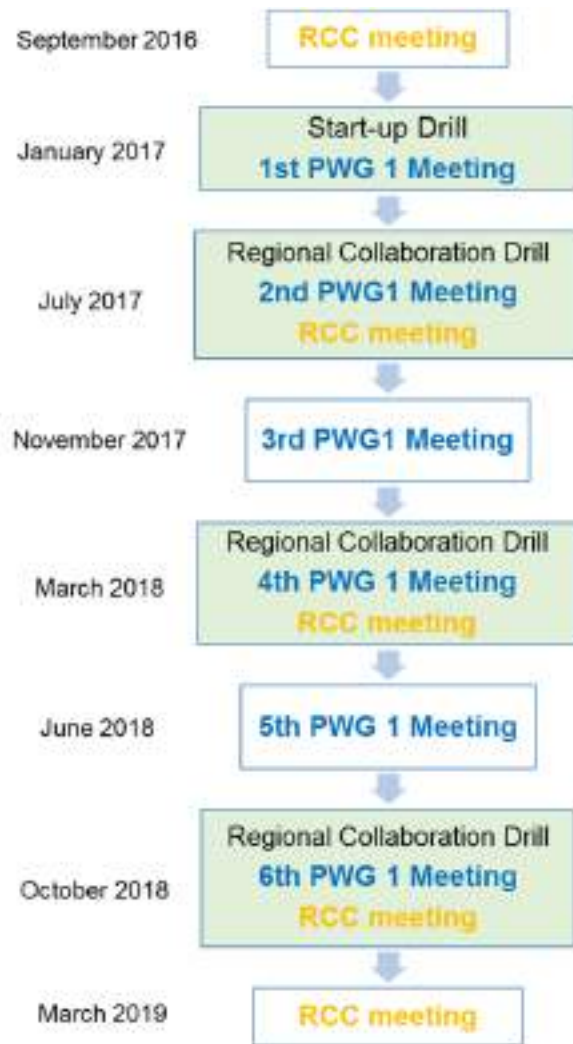 September 2016
RCC meeting
January 2017
Start-up Drill
1st PWG 1 Meeting
Regional Collaboration Drill
July 2017
2nd PWG1 Meeting
RCC meeting
November 2017
3rd PWG1 Meeting
Regional Collaboration Drill
March 2018
4th PWG 1 Meeting
RCC meeting
June 2018
5th PWG 1 Meeting
Regional Collaboration Drill
October 2018
6th PWG 1 Meeting
RCC meeting
March 2019
RCC meeting